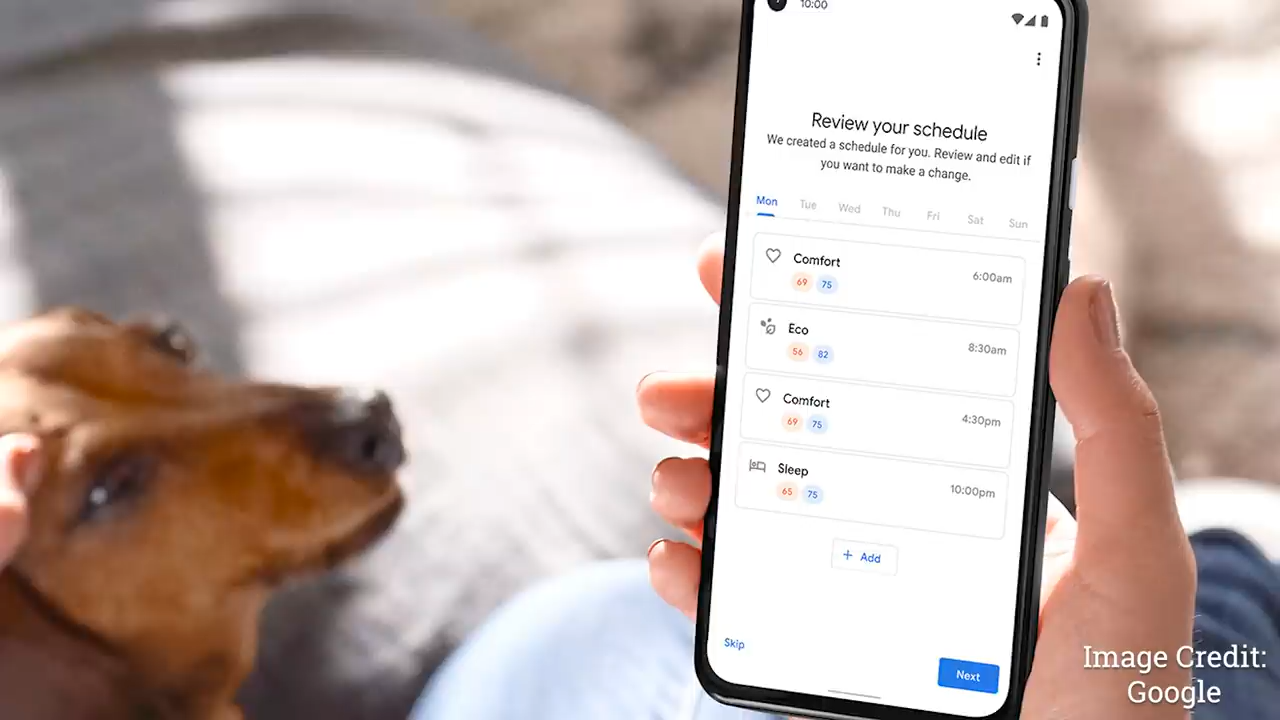 10:00
Review your schedule
We created a schedule for you. Review and edit if
you want to make a change.
Mon Tue Wed Thu Fri Sat Sun
Comfort 6:00am
69 75
Eco 8:30am
56 82
Comfort 4:30pm
69 75
Sleep 10:00pm
65 75
+ Add
Skip
Next
Image Credit:
Google